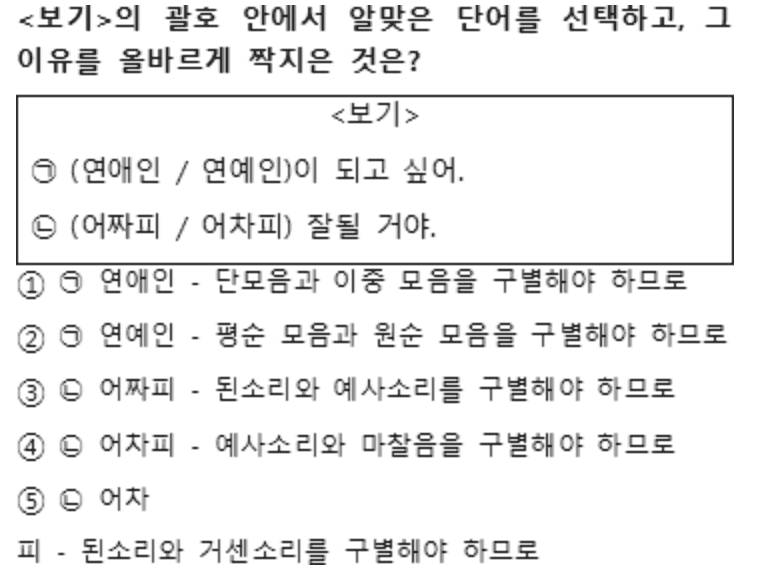 <보기>의 괄호 안에서 알맞은 단어를 선택하고, 그
이유를 올바르게 짝지은 것은?
<보기>
㉠ (연애인 / 연예인)이 되고 싶어.
㉡ (어짜피 / 어차피) 잘될 거야.
① ㉠ 연애인 - 단모음과 이중 모음을 구별해야 하므로
② ㉠ 연예인 - 평순 모음과 원순 모음을 구별해야 하므로
③ ㉡ 어짜피 - 된소리와 예사소리를 구별해야 하므로
④ ㉡ 어차피 - 예사소리와 마찰음을 구별해야 하므로
⑤ ㉡ 어차
피 - 된소리와 거센소리를 구별해야 하므로